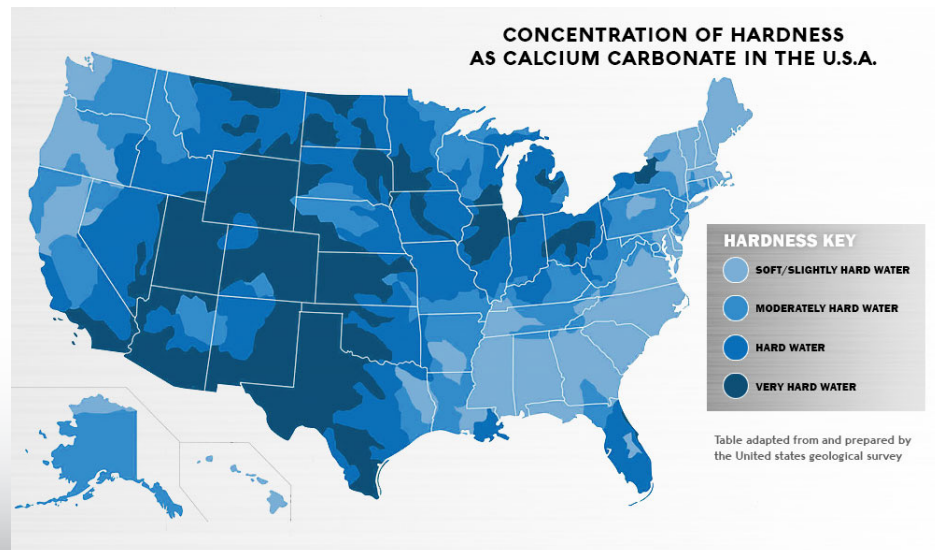 CONCENTRATION OF HARDNESS
AS CALCIUM CARBONATE IN THE U.S.A.
HARDNESS KEY
SOFT/SLIGHTLY HARD WATER
MODERATELY HARD WATER
HARD WATER
VERY HARD WATER
Table adapted from and prepared by
the United states geological survey